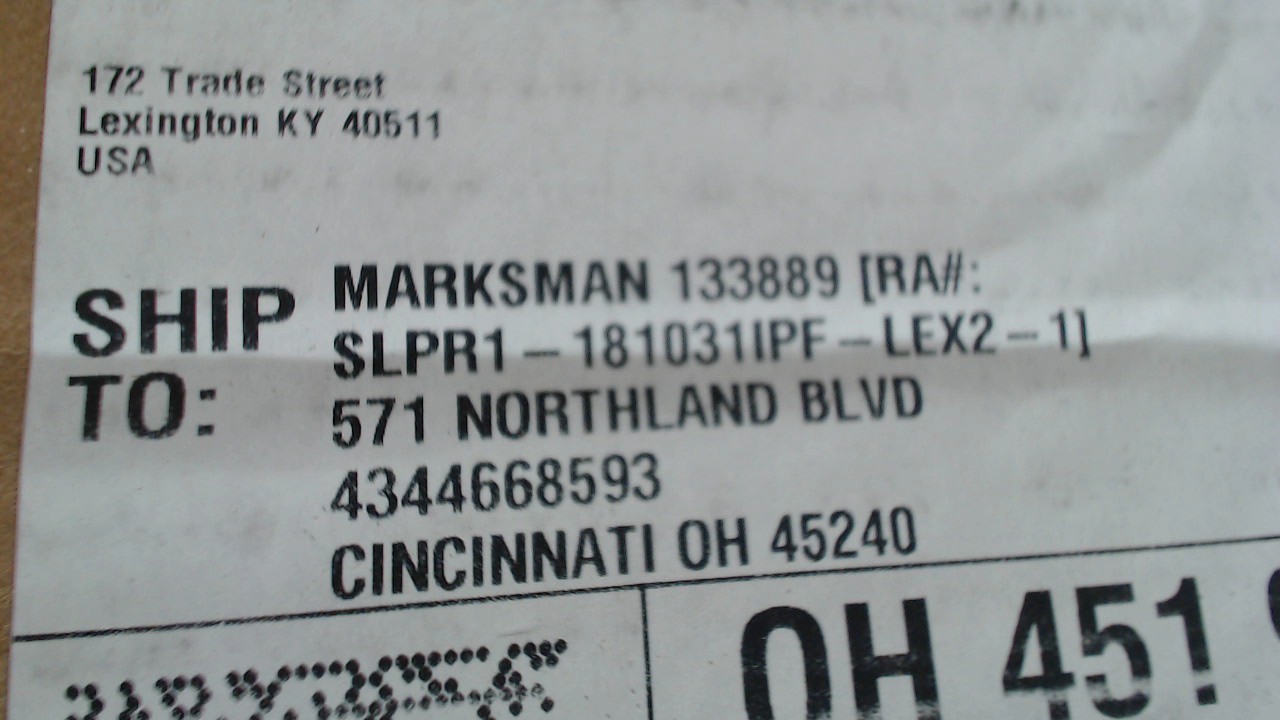 172 Trade Street
Lexington KY 40511
USA
SHIP TO:
MARKSMAN 133889 [RA#:
SLPR1-181031IPF-LEX2-1]
571 NORTHLAND BLVD
4344668593
CINCINNATI OH 45240
OH 451